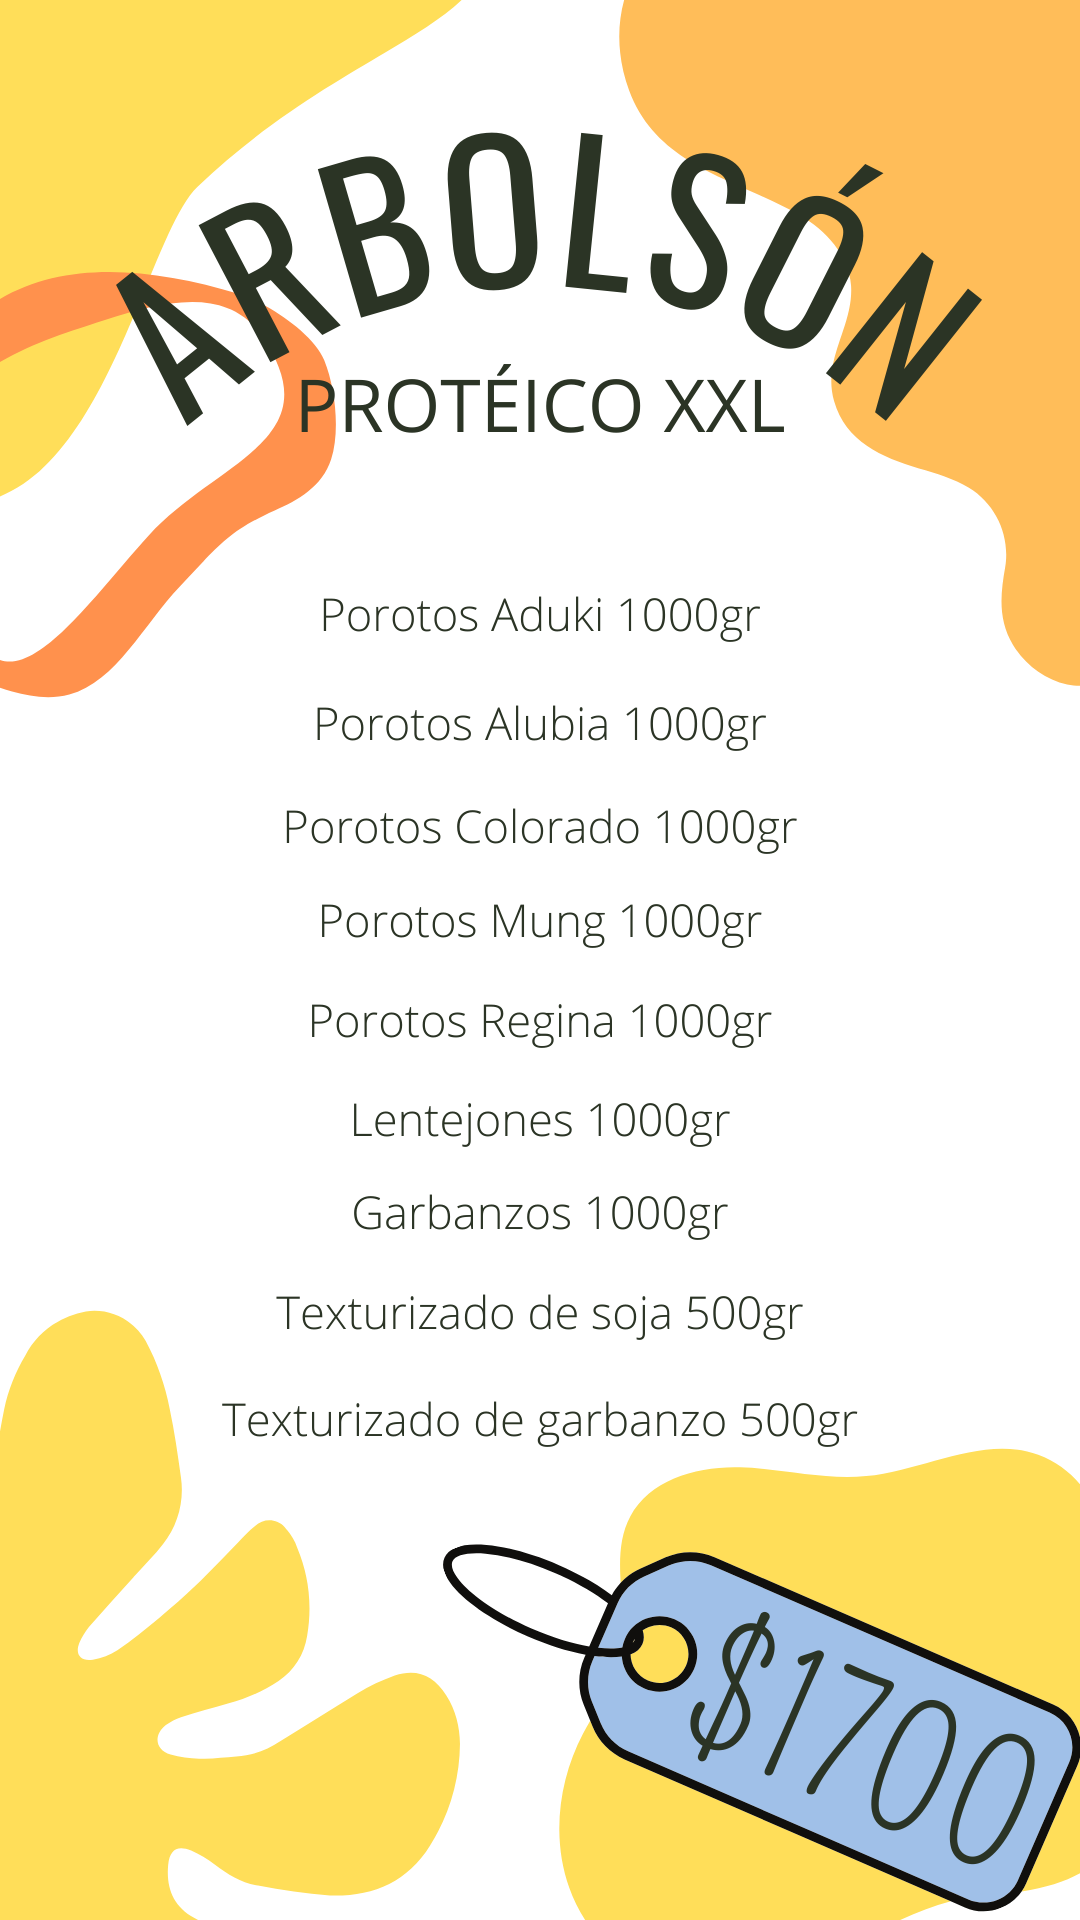 ARBOLSÓN
PROTÉICO XXL
Porotos Aduki 1000gr
Porotos Alubia 1000gr
Porotos Colorado 1000gr
Porotos Mung 1000gr
Porotos Regina 1000gr
Lentejones 1000gr
Garbanzos 1000gr
Texturizado de soja 500gr
Texturizado de garbanzo 500gr
$1700